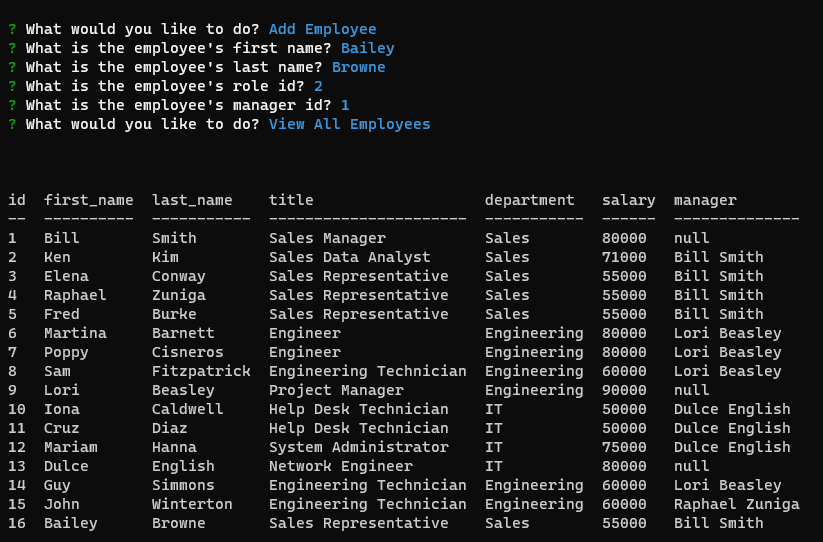 ? What would you like to do? Add Employee
? What is the employee's first name? Bailey
? What is the employee's last name? Browne
? What is the employee's role id? 2
? What is the employee's manager id? 1
? What would you like to do? View All Employees
id  first_name  last_name    title                   department   salary  manager
--  ----------  -----------  ----------------------  -----------  ------  --------------
1   Bill        Smith        Sales Manager           Sales        80000   null
2   Ken         Kim          Sales Data Analyst      Sales        71000   Bill Smith
3   Elena       Conway       Sales Representative    Sales        55000   Bill Smith
4   Raphael     Zuniga       Sales Representative    Sales        55000   Bill Smith
5   Fred        Burke        Sales Representative    Sales        55000   Bill Smith
6   Martina     Barnett      Engineer                Engineering  80000   Lori Beasley
7   Poppy       Cisneros     Engineer                Engineering  80000   Lori Beasley
8   Sam         Fitzpatrick  Engineering Technician  Engineering  60000   Lori Beasley
9   Lori        Beasley      Project Manager         Engineering  90000   null
10  Iona        Caldwell     Help Desk Technician    IT           50000   Dulce English
11  Cruz        Diaz         Help Desk Technician    IT           50000   Dulce English
12  Mariam      Hanna        System Administrator    IT           75000   Dulce English
13  Dulce       English      Network Engineer        IT           80000   null
14  Guy         Simmons      Engineering Technician  Engineering  60000   Lori Beasley
15  John        Winterton    Engineering Technician  Engineering  60000   Raphael Zuniga
16  Bailey      Browne       Sales Representative    Sales        55000   Bill Smith